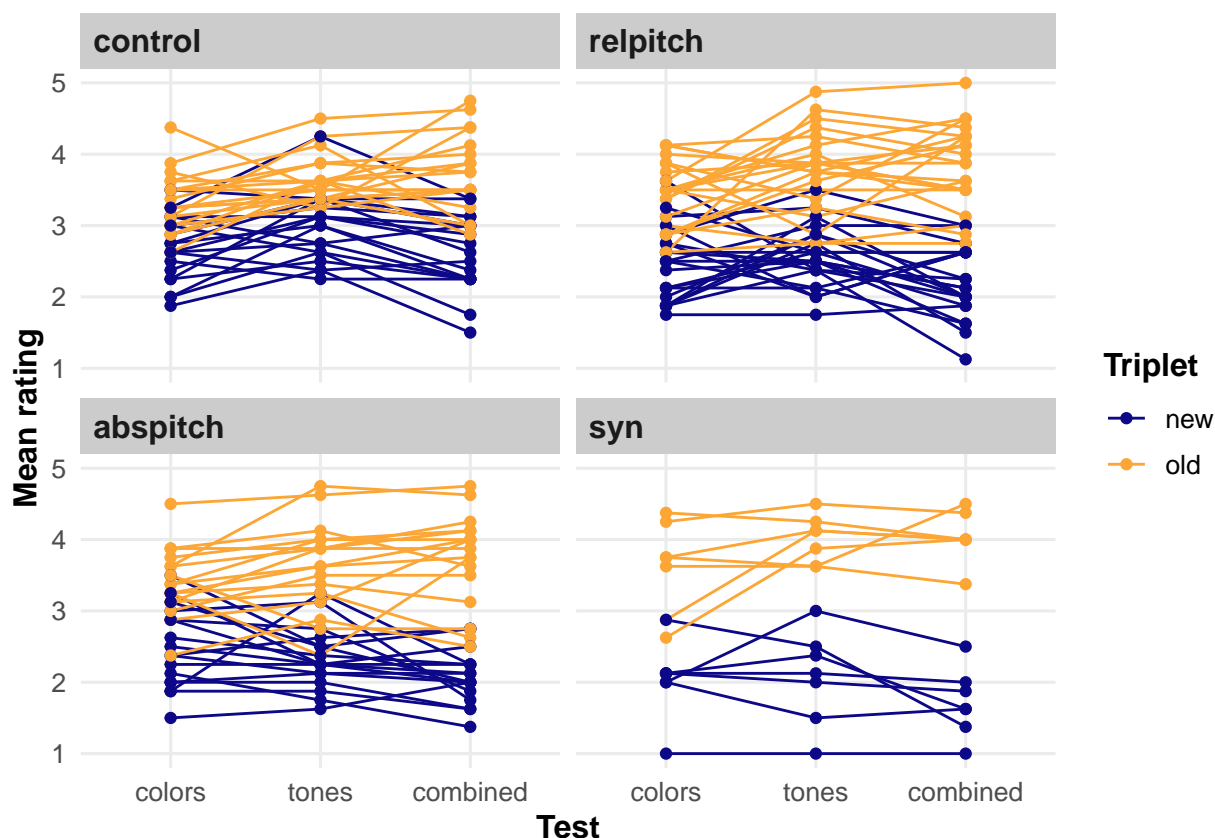 control
relpitch
5
4
3
2
1
abspitch
syn
5
4
3
2
1
colors tones combined
colors tones combined
Test
Mean rating
Triplet
new
old